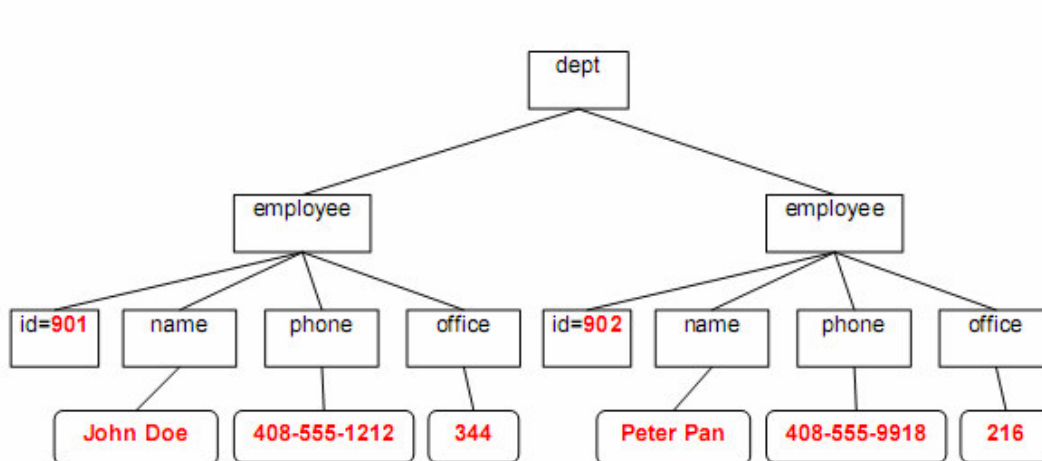 dept
employee employee
id=901 name phone office id=902 name phone office
John Doe 408-555-1212 344 Peter Pan 408-555-9918 216